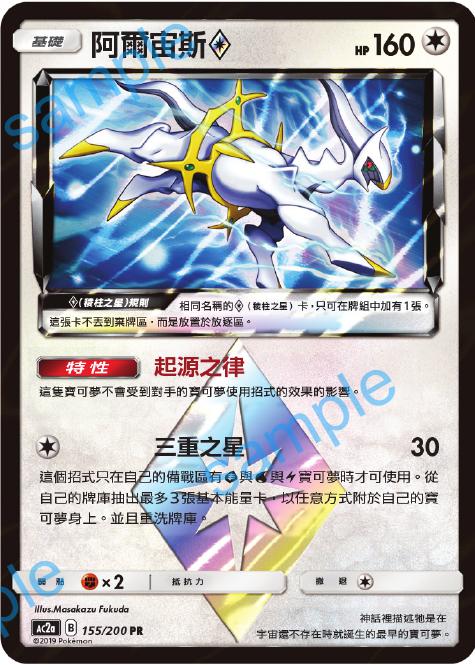 基礎 阿爾宙斯 HP 160
(稜柱之星)規則 相同名稱的 (稜柱之星) 卡,只可在牌組中加有1張。
這張卡不丟到棄牌區,而是放置於放逐區。
特性 起源之律
這隻寶可夢不會受到對手的寶可夢使用招式的效果的影響。
三重之星 30
這個招式只在自己的備戰區有 與 與 寶可夢時才可使用。從
自己的牌庫抽出最多3張基本能量卡,以任意方式附於自己的寶
可夢身上。並且重洗牌庫。
弱點 ×2 抵抗力 撤退
Illus.Masakazu Fukuda
AC2a B 155/200 PR
©2019 Pokémon
神話裡描述牠是在
宇宙還不存在時就誕生的最早的寶可夢。
sample
sample
sample